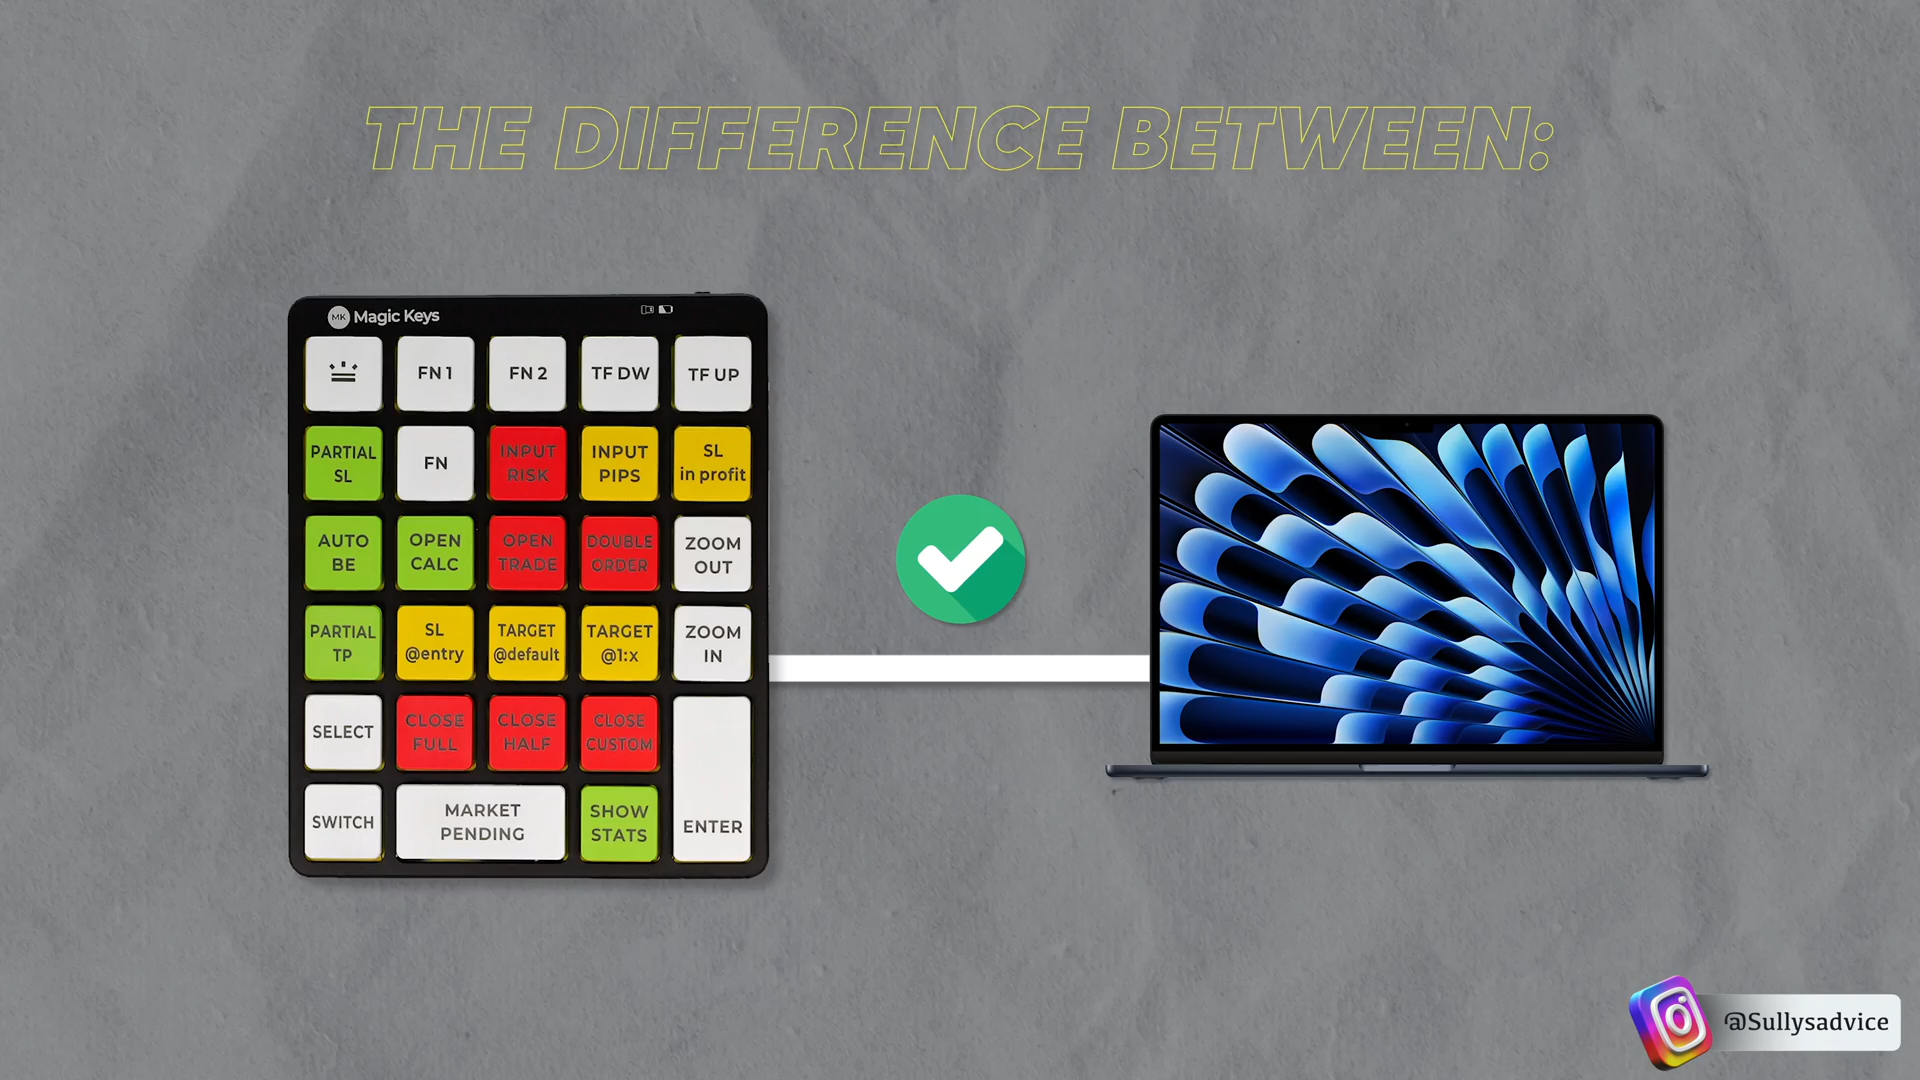 THE DIFFERENCE BETWEEN:
MK Magic Keys
FN 1
FN 2
TF DW
TF UP
PARTIAL
SL
FN
INPUT
RISK
INPUT
PIPS
SL
in profit
AUTO
BE
OPEN
CALC
OPEN
TRADE
DOUBLE
ORDER
ZOOM
OUT
PARTIAL
TP
SL
@entry
TARGET
@default
TARGET
@1:x
ZOOM
IN
SELECT
CLOSE
FULL
CLOSE
HALF
CLOSE
CUSTOM
SWITCH
MARKET
PENDING
SHOW
STATS
ENTER
@Sullysadvice